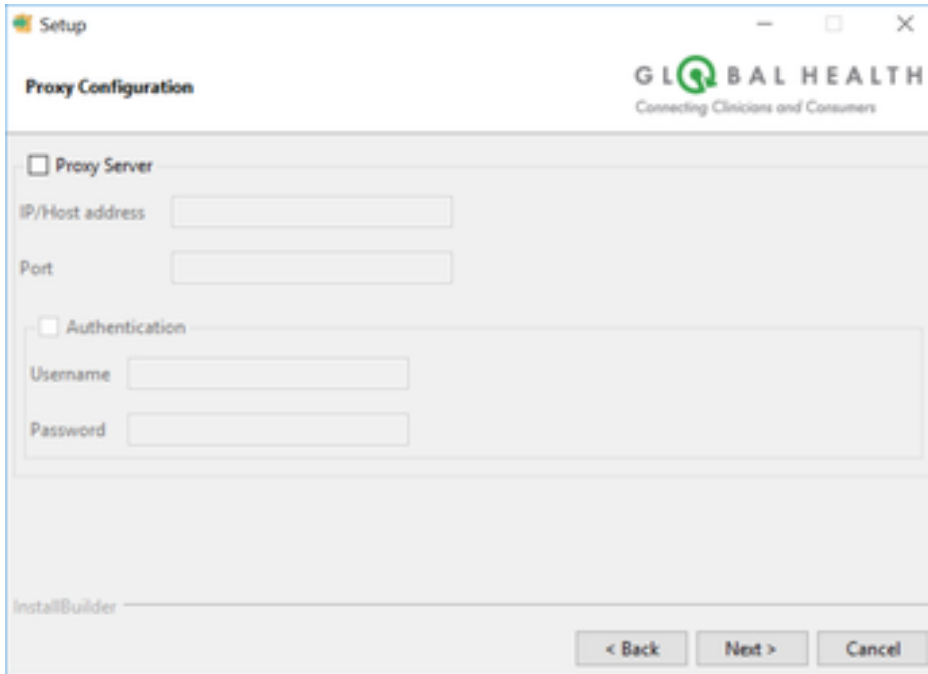 Setup
Proxy Configuration
GLOBAL HEALTH
Connecting Clinicians and Consumers
Proxy Server
IP/Host address
Port
Authentication
Username
Password
InstallBuilder
< Back Next > Cancel